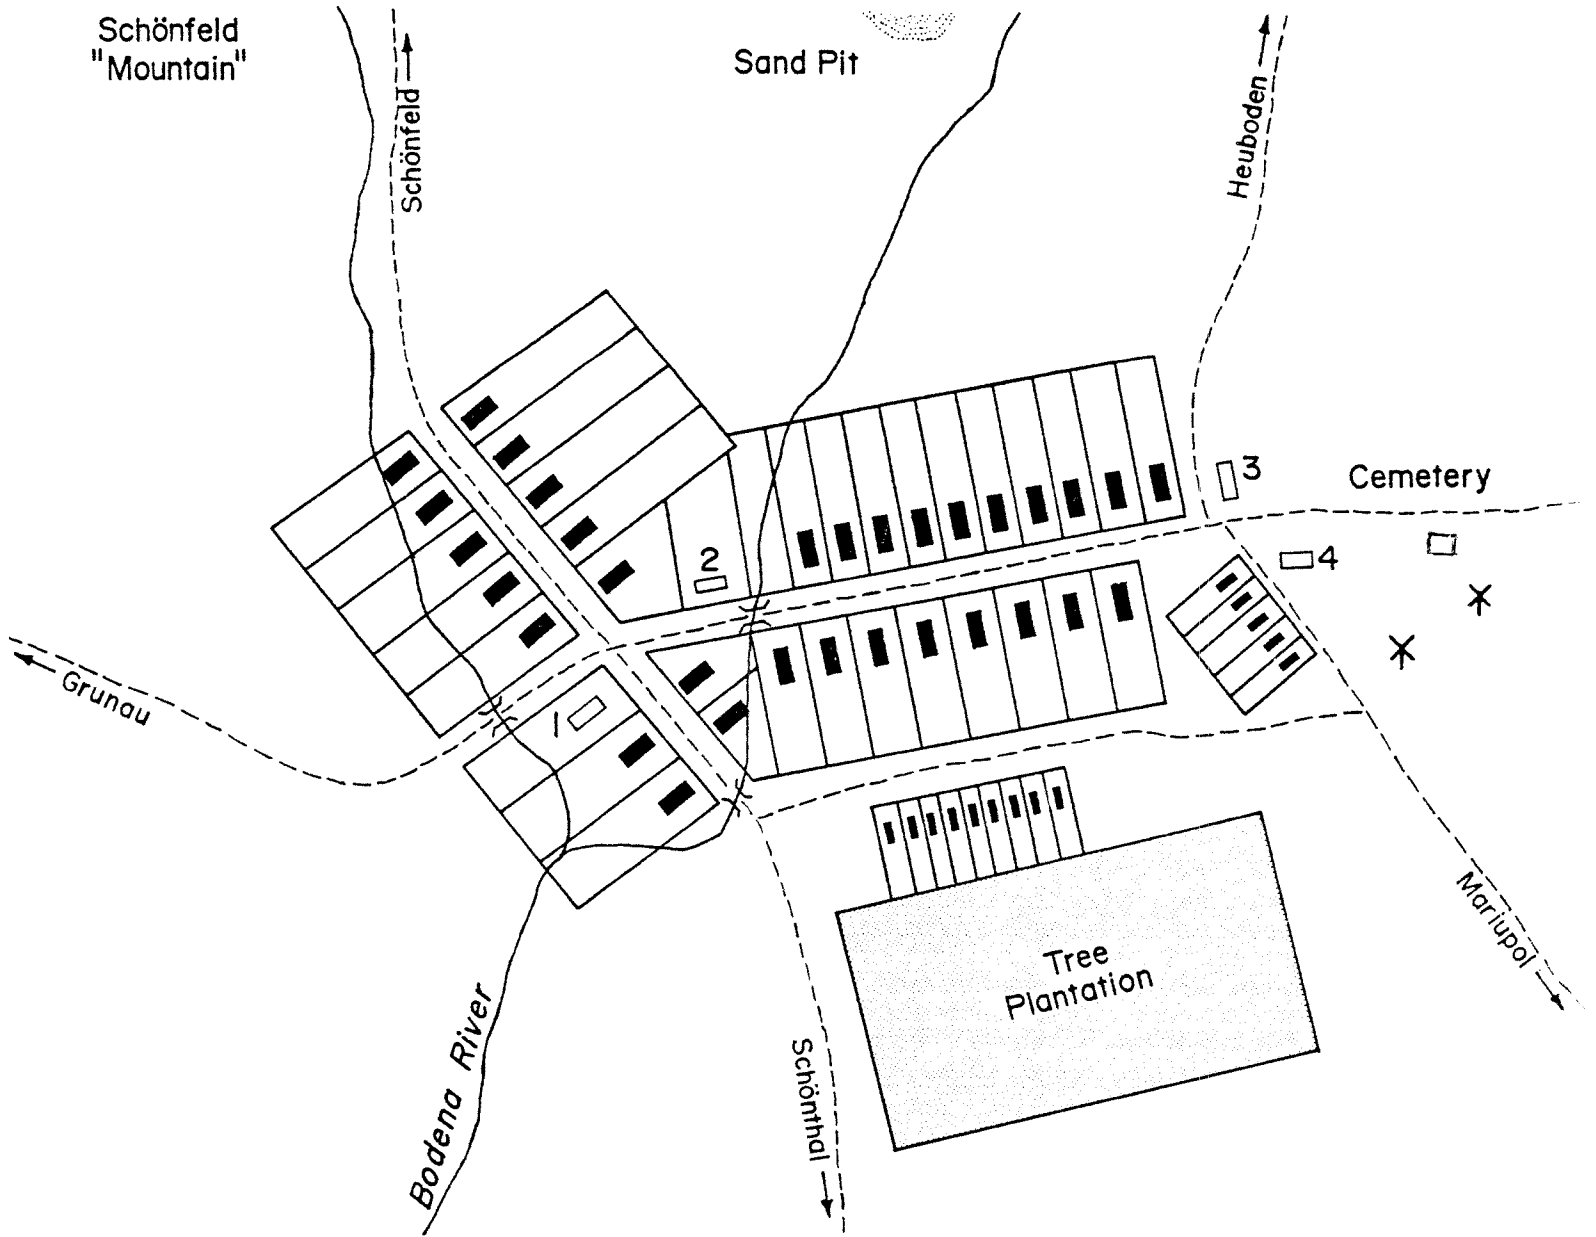 Schönfeld
"Mountain"
Sand Pit
Schönfeld
Heuboden
3
Cemetery
2
4
Grunau
1
Mariupol
Tree
Plantation
Bodena River
Schönthal